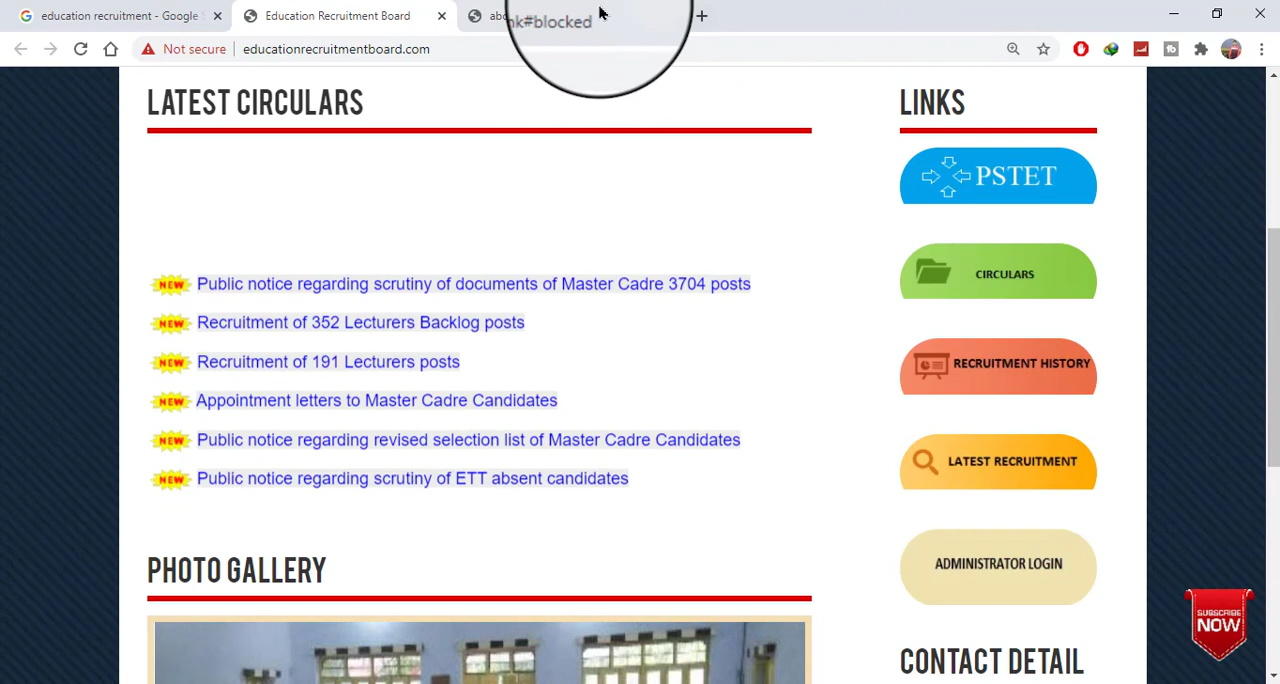 education recruitment - Google
Education Recruitment Board
nk#blocked
Not secure
educationrecruitmentboard.com
LATEST CIRCULARS
NEW Public notice regarding scrutiny of documents of Master Cadre 3704 posts
NEW Recruitment of 352 Lecturers Backlog posts
NEW Recruitment of 191 Lecturers posts
NEW Appointment letters to Master Cadre Candidates
NEW Public notice regarding revised selection list of Master Cadre Candidates
NEW Public notice regarding scrutiny of ETT absent candidates
PHOTO GALLERY
LINKS
PSTET
CIRCULARS
RECRUITMENT HISTORY
LATEST RECRUITMENT
ADMINISTRATOR LOGIN
CONTACT DETAIL
SUBSCRIBE
NOW